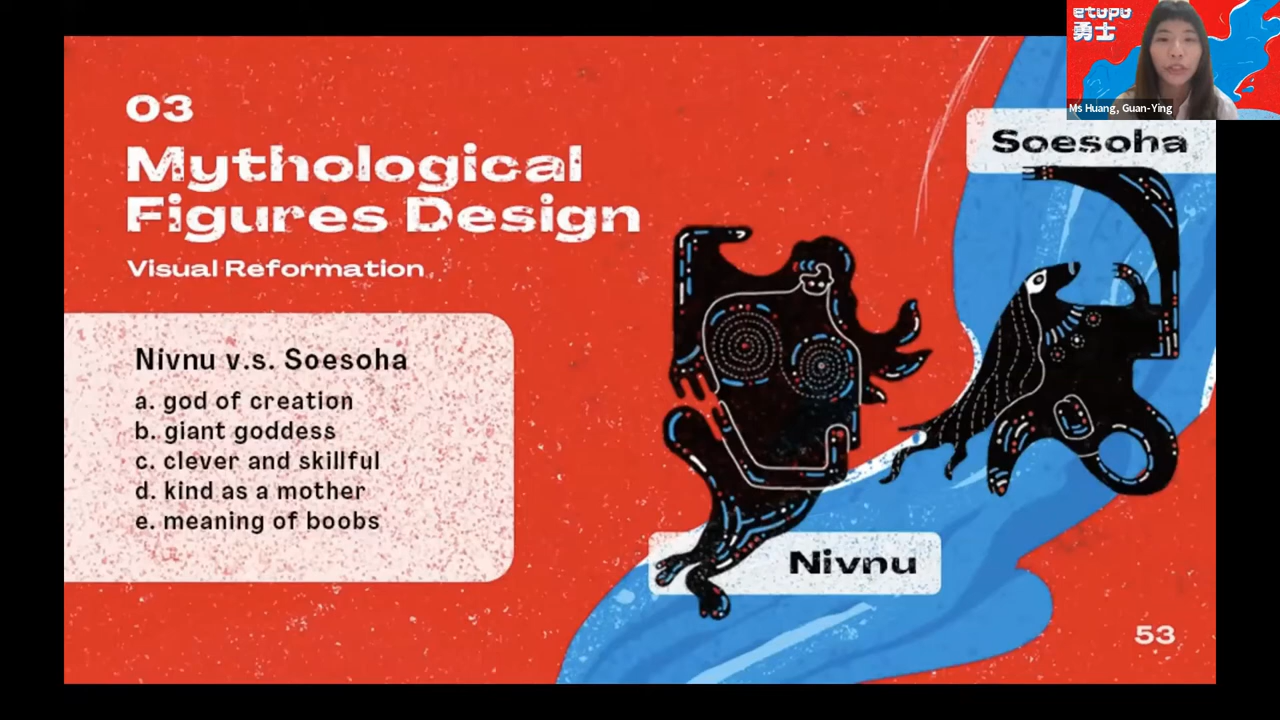 03
Mythological
Figures Design
Visual Reformation
Nivnu v.s. Soesoha
a. god of creation
b. giant goddess
c. clever and skillful
d. kind as a mother
e. meaning of boobs
Soesoha
Nivnu
53
etupu
勇士
Ms Huang, Guan-Ying